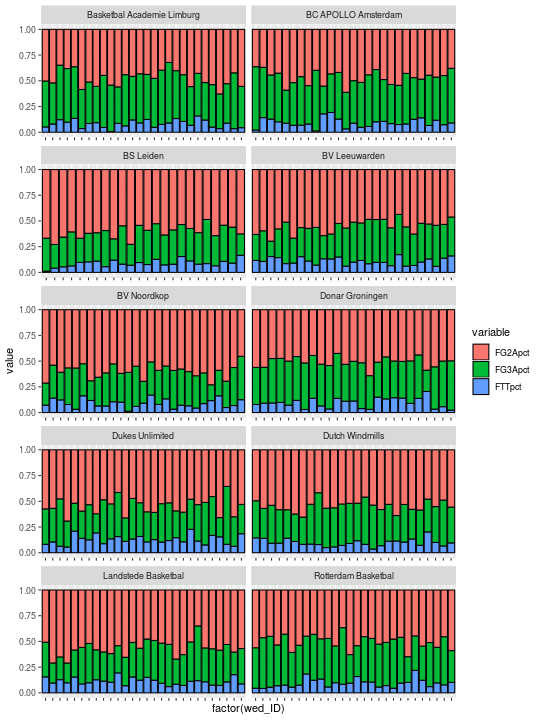 Basketbal Academie Limburg
BC APOLLO Amsterdam
1.00
0.75
0.50
0.25
0.00
BS Leiden
BV Leeuwarden
1.00
0.75
0.50
0.25
0.00
BV Noordkop
Donar Groningen
1.00
0.75
0.50
0.25
0.00
Dukes Unlimited
Dutch Windmills
1.00
0.75
0.50
0.25
0.00
Landstede Basketbal
Rotterdam Basketbal
1.00
0.75
0.50
0.25
0.00
value
factor(wed_ID)
variable
FG2Apct
FG3Apct
FTTpct